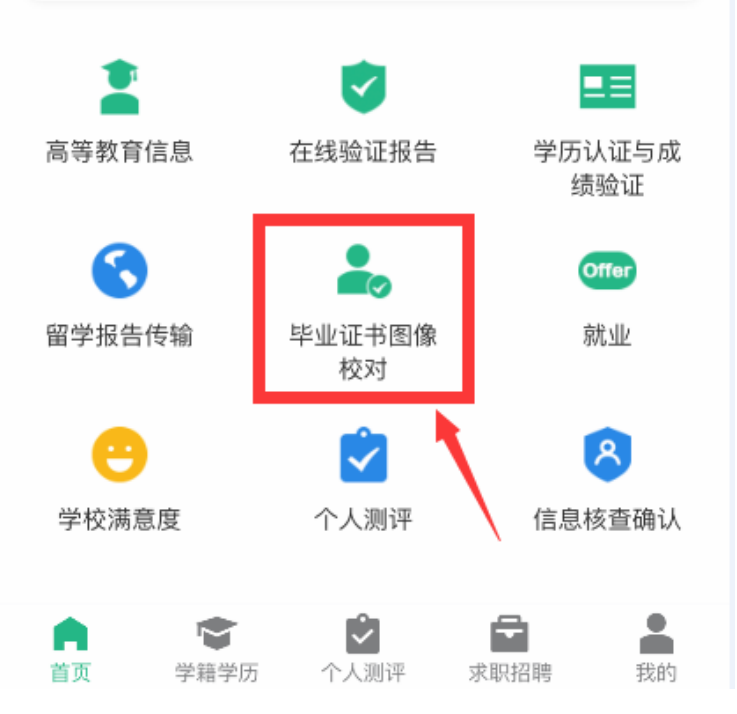 高等教育信息
在线验证报告
学历认证与成
绩验证
留学报告传输
毕业证书图像
校对
Offer
就业
学校满意度
个人测评
信息核查确认
首页
学籍学历
个人测评
求职招聘
我的